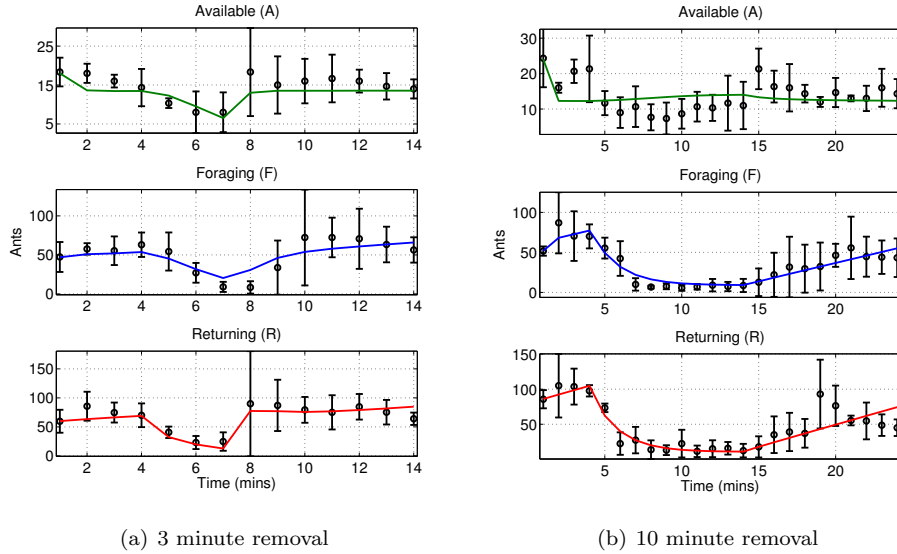 Available (A)
25
15
5
2 4 6 8 10 12 14
Foraging (F)
100
50
0
2 4 6 8 10 12 14
Ants
Returning (R)
150
100
50
0
2 4 6 8 10 12 14
Time (mins)
(a) 3 minute removal
Available (A)
30
20
10
5 10 15 20
Foraging (F)
100
50
0
5 10 15 20
Ants
Returning (R)
150
100
50
5 10 15 20
Time (mins)
(b) 10 minute removal